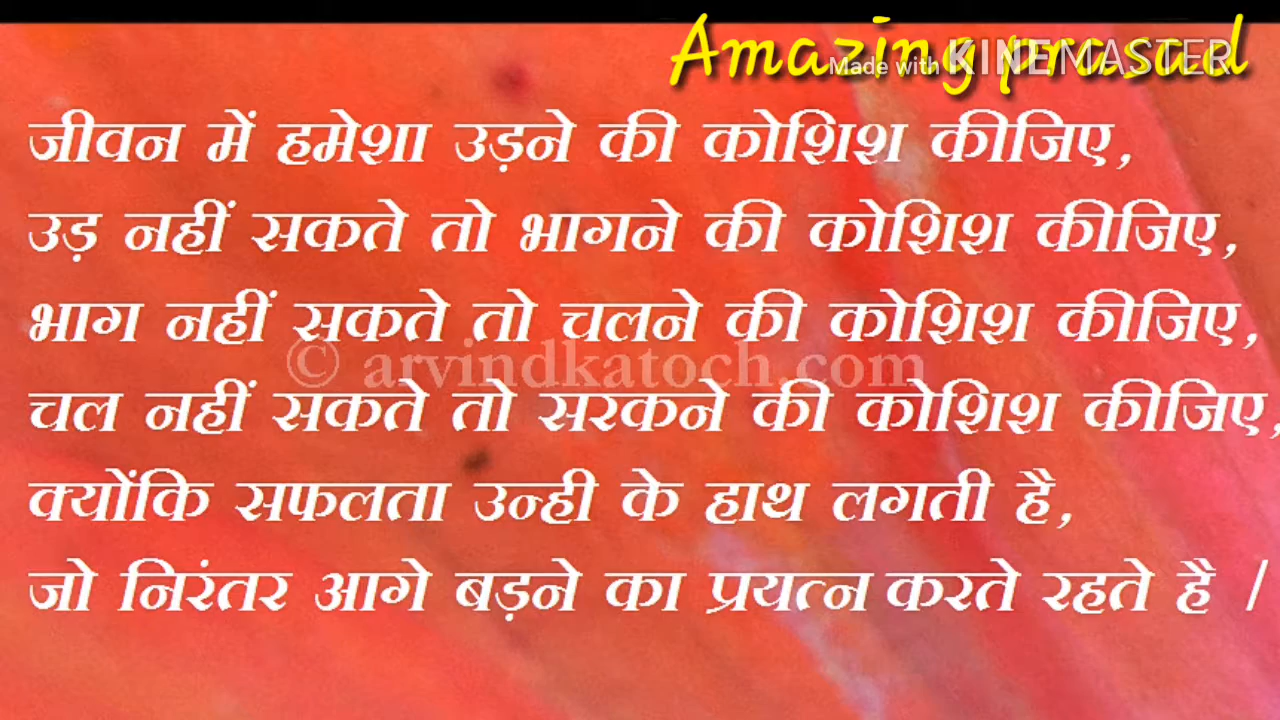 Amazing prasad
Made with KINEMASTER
जीवन में हमेशा उड़ने की कोशिश कीजिए,
उड़ नहीं सकते तो भागने की कोशिश कीजिए,
भाग नहीं सकते तो चलने की कोशिश कीजिए,
© arvindkatoch.com
चल नहीं सकते तो सरकने की कोशिश कीजिए,
क्योंकि सफलता उन्ही के हाथ लगती है,
जो निरंतर आगे बड़ने का प्रयत्न करते रहते है /